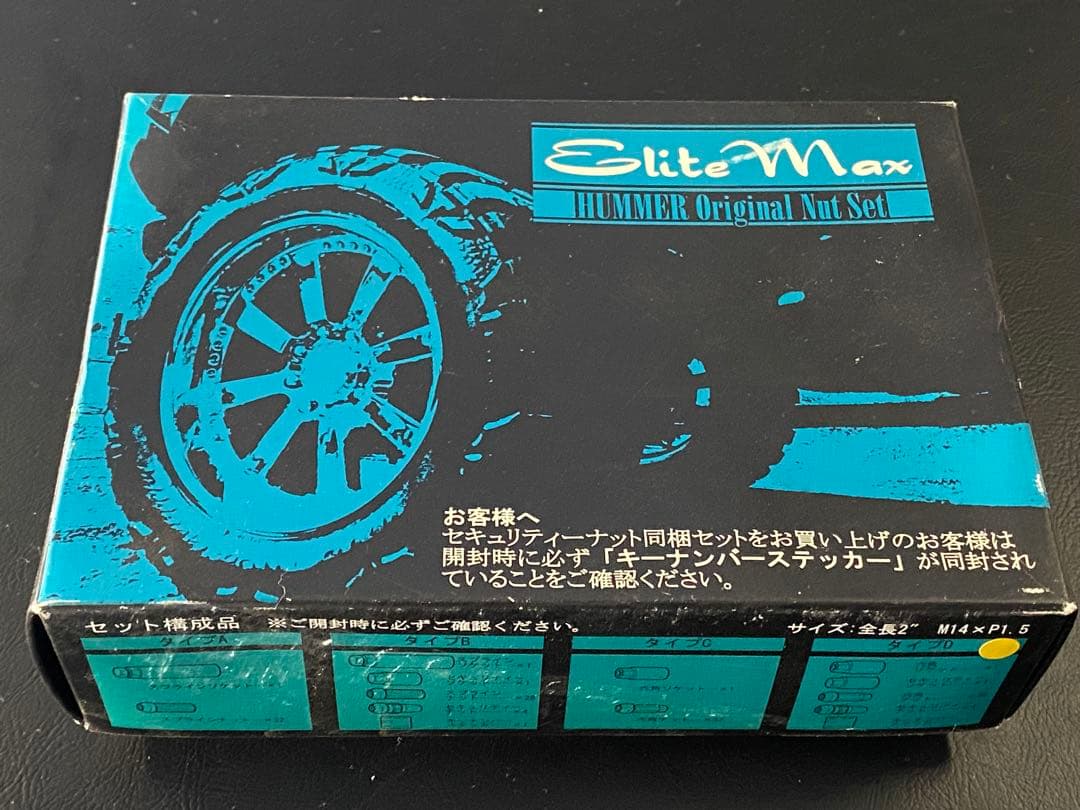 Elite Max
HUMMER Original Nut Set
お客様へ
セキュリティーナット同梱セットをお買い上げのお客様は
開封時に必ず「キーナンバーステッカー」が同封され
ていることをご確認ください。
セット構成品 ※ご開封時に必ずご確認ください。 サイズ:全長2" M14×P1.5
タイプA タイプB タイプC タイプD